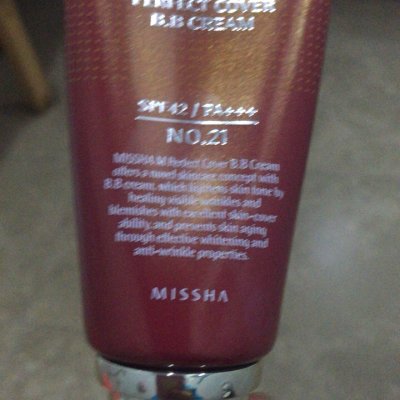 PERFECT COVER
B.B CREAM
SPF42 / PA+++
NO.21
MISSHA M Perfect Cover B.B Cream
offers a novel skincare concept with
B.B cream, which lightens skin tone by
healing visible wrinkles and
blemishes with excellent skin-cover
ability, and prevents skin aging
through effective whitening and
anti-wrinkle properties.
MISSHA